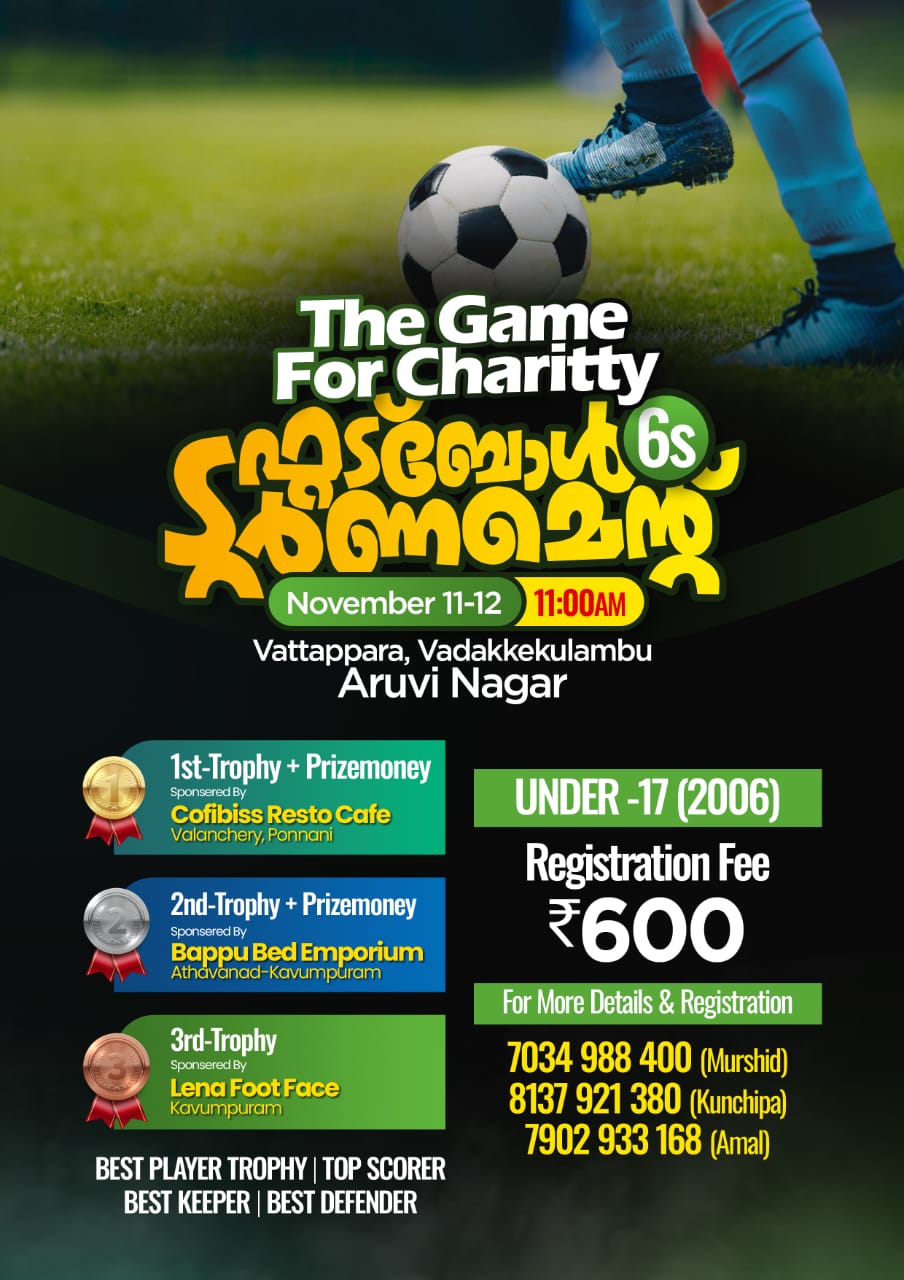 The Game
For Charitty
ഫുട്ബോൾ 6s
ടൂർണമെന്റ്
November 11-12 11:00AM
Vattappara, Vadakkekulambu
Aruvi Nagar
1
1st-Trophy + Prizemoney
Sponsered By
Cofibiss Resto Cafe
Valanchery, Ponnani
2
2nd-Trophy + Prizemoney
Sponsered By
Bappu Bed Emporium
Athavanad-Kavumpuram
3
3rd-Trophy
Sponsered By
Lena Foot Face
Kavumpuram
BEST PLAYER TROPHY | TOP SCORER
BEST KEEPER | BEST DEFENDER
UNDER -17 (2006)
Registration Fee
₹600
For More Details & Registration
7034 988 400 (Murshid)
8137 921 380 (Kunchipa)
7902 933 168 (Amal)